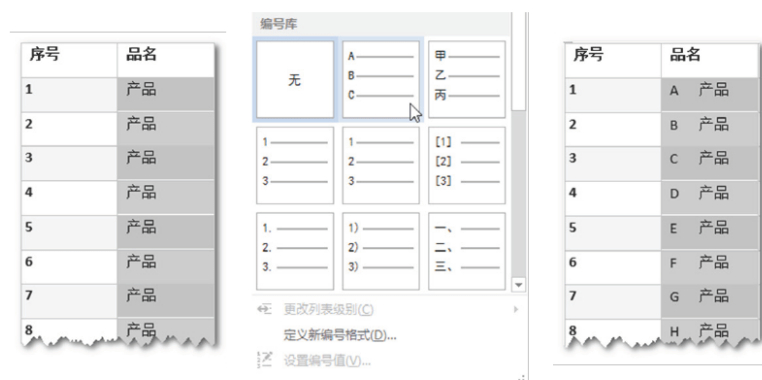 序号 品名
1 产品
2 产品
3 产品
4 产品
5 产品
6 产品
7 产品
8 产品
编号库
无
A
B
C
甲
乙
丙
1
2
3
1
2
3
[1]
[2]
[3]
1.
2.
3.
1)
2)
3)
一、
二、
三、
更改列表级别(C)
定义新编号格式(D)...
设置编号值(V)...
序号 品名
1 A 产品
2 B 产品
3 C 产品
4 D 产品
5 E 产品
6 F 产品
7 G 产品
8 H 产品